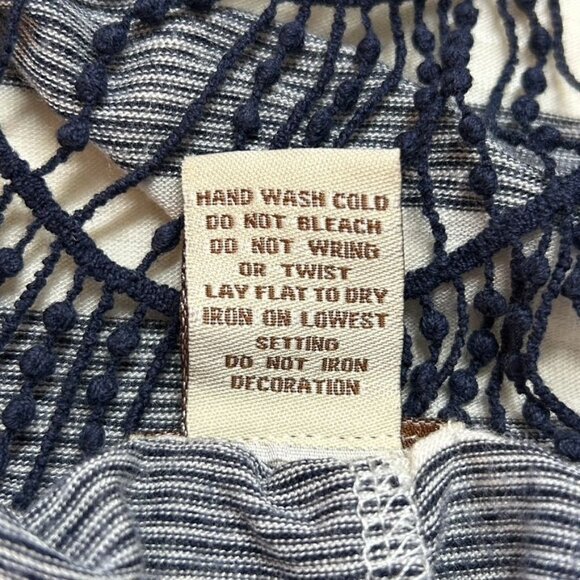 HAND WASH COLD
DO NOT BLEACH
DO NOT WRING
OR TWIST
LAY FLAT TO DRY
IRON ON LOWEST
SETTING
DO NOT IRON
DECORATION